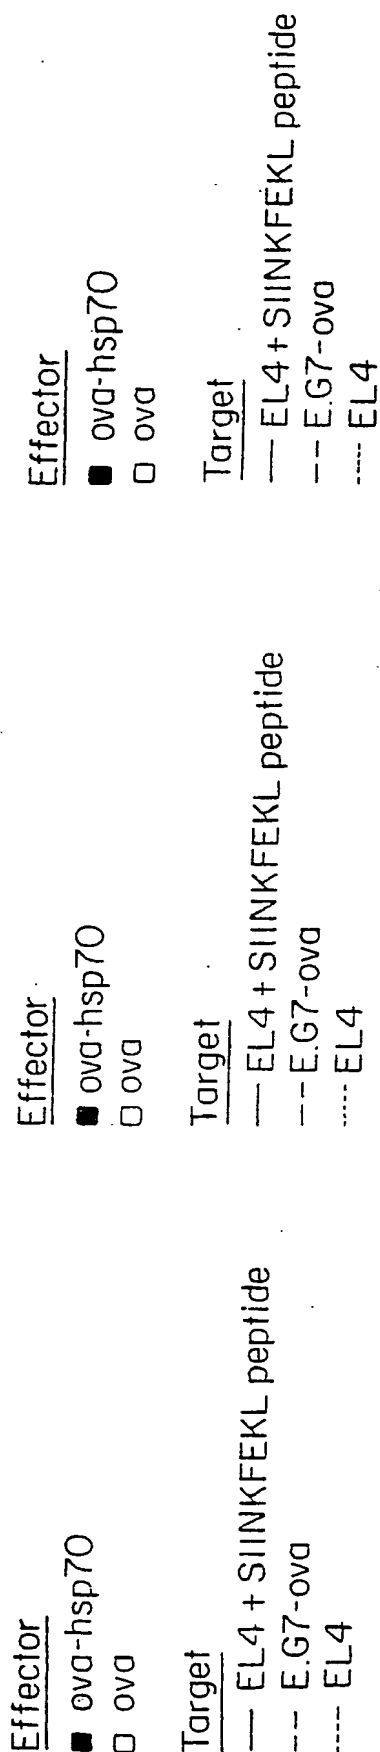 Effector
ova-hsp70
ova
Target
EL4 + SIINKFEKL peptide
E.G7-ova
EL4
Effector
ova-hsp70
ova
Target
EL4 + SIINKFEKL peptide
E.G7-ova
EL4
Effector
ova-hsp70
ova
Target
EL4 + SIINKFEKL peptide
E.G7-ova
EL4